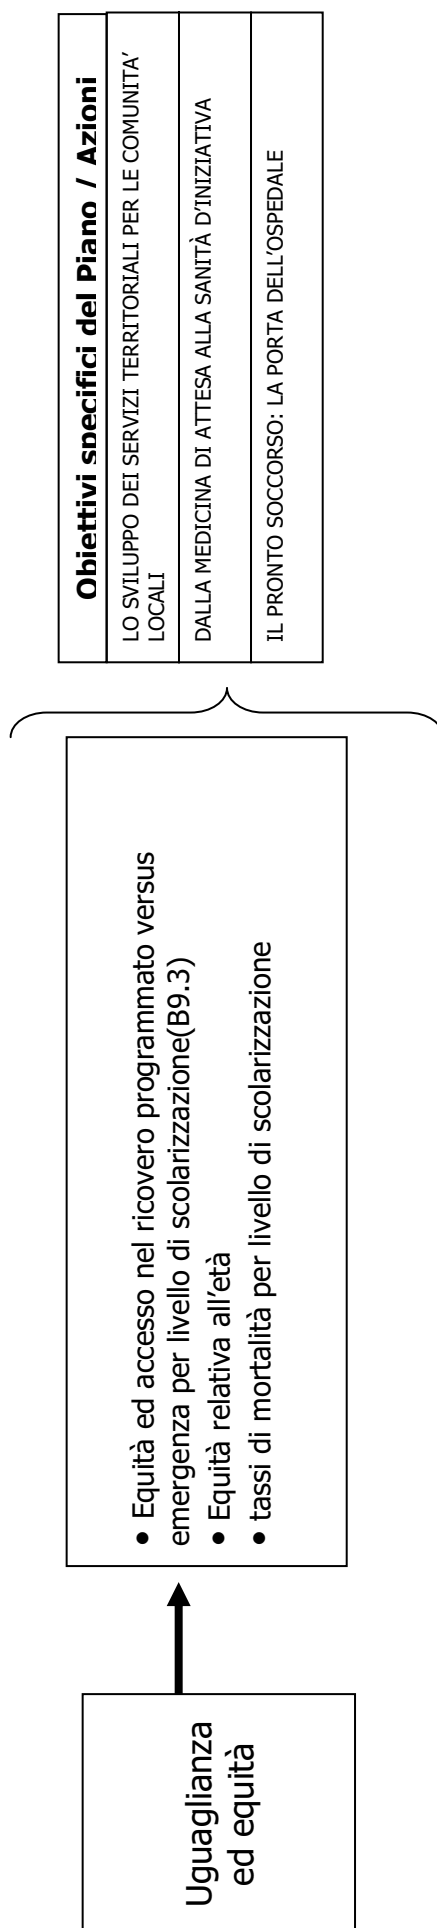 Uguaglianza
ed equità
• Equità ed accesso nel ricovero programmato versus
emergenza per livello di scolarizzazione(B9.3)
• Equità relativa all’età
• tassi di mortalità per livello di scolarizzazione
Obiettivi specifici del Piano / Azioni
LO SVILUPPO DEI SERVIZI TERRITORIALI PER LE COMUNITA’
LOCALI
DALLA MEDICINA DI ATTESA ALLA SANITÀ D’INIZIATIVA
IL PRONTO SOCCORSO: LA PORTA DELL’OSPEDALE